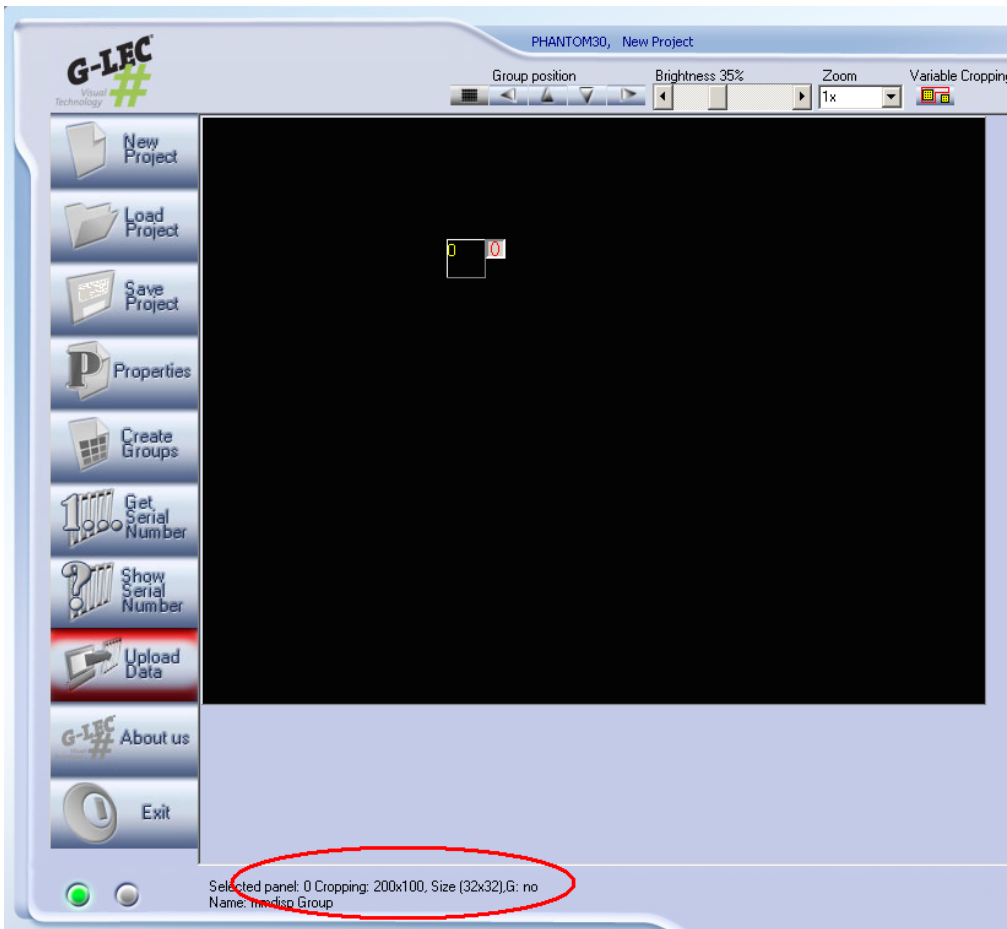 G-LEC
Visual
Technology
PHANTOM30, New Project
Group position
Brightness 35%
Zoom
Variable Cropping
1x
New
Project
Load
Project
Save
Project
Properties
Create
Groups
Get
Serial
Number
Show
Serial
Number
Upload
Data
G-LEC
About us
Exit
0
0
Selected panel: 0 Cropping: 200x100, Size (32x32),G: no
Name: mmdisp Group